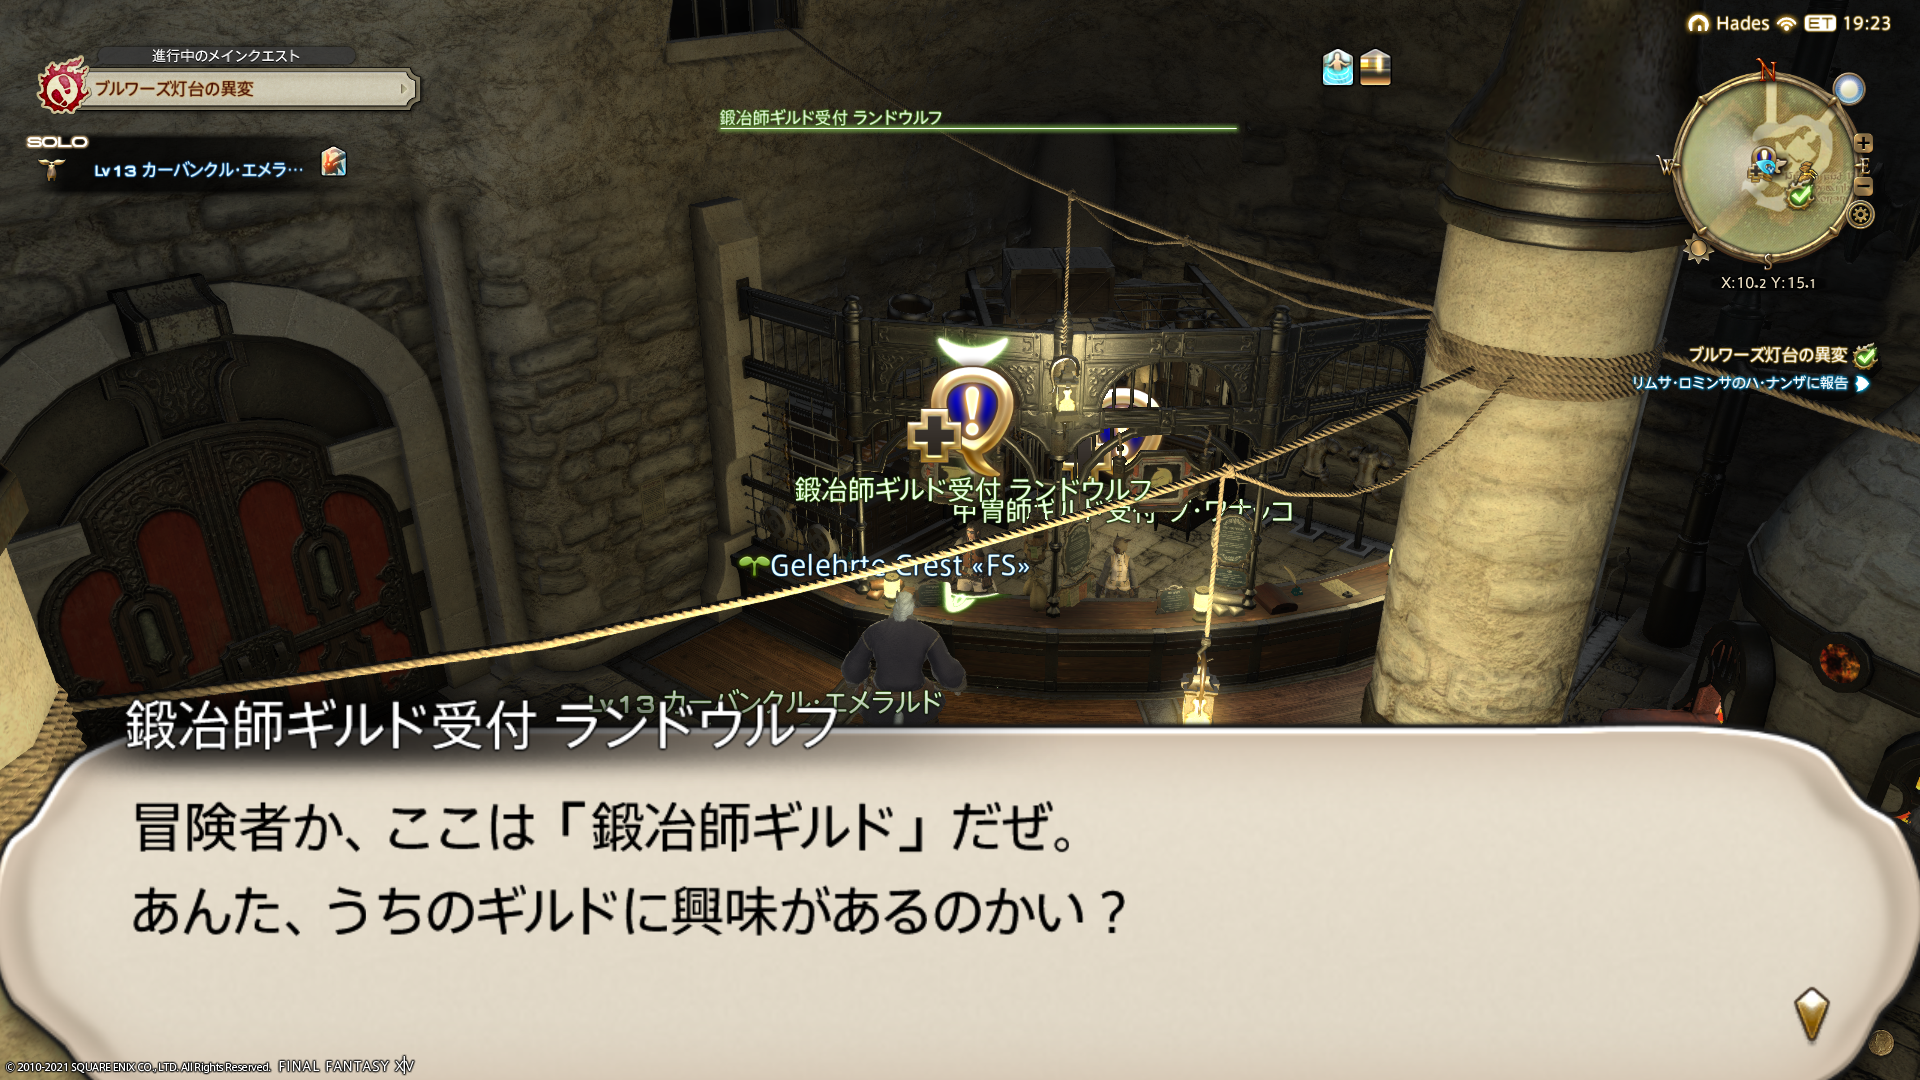 進行中のメインクエスト
ブルワーズ灯台の異変
SOLO
Lv13 カーバンクル・エメラ…
鍛冶師ギルド受付 ランドウルフ
Hades ET 19:23
N
W
E
S
X:10.2 Y:15.1
ブルワーズ灯台の異変
リムサ・ロミンサのハ・ナンザに報告
鍛冶師ギルド受付 ランドウルフ
甲冑師ギルド受付
Gelehrte Crest «FS»
Lv13 カーバンクル・エメラルド
鍛冶師ギルド受付 ランドウルフ
冒険者か、ここは「鍛冶師ギルド」だぜ。
あんた、うちのギルドに興味があるのかい？
© 2010-2021 SQUARE ENIX CO., LTD. All Rights Reserved. FINAL FANTASY XIV